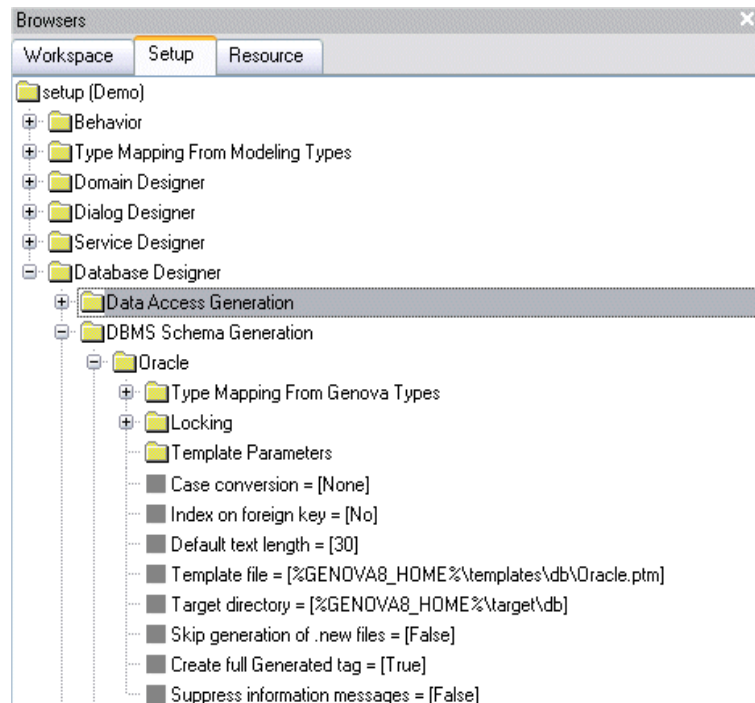 Browsers
Workspace Setup Resource
setup (Demo)
Behavior
Type Mapping From Modeling Types
Domain Designer
Dialog Designer
Service Designer
Database Designer
Data Access Generation
DBMS Schema Generation
Oracle
Type Mapping From Genova Types
Locking
Template Parameters
Case conversion = [None]
Index on foreign key = [No]
Default text length = [30]
Template file = [%GENOVA8_HOME%\templates\db\Oracle.ptm]
Target directory = [%GENOVA8_HOME%\target\db]
Skip generation of .new files = [False]
Create full Generated tag = [True]
Suppress information messages = [False]